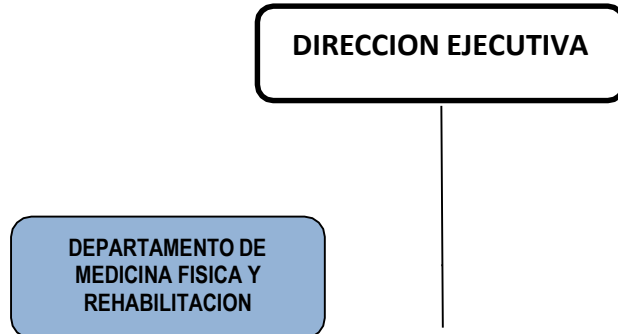 DIRECCION EJECUTIVA
DEPARTAMENTO DE
MEDICINA FISICA Y
REHABILITACION